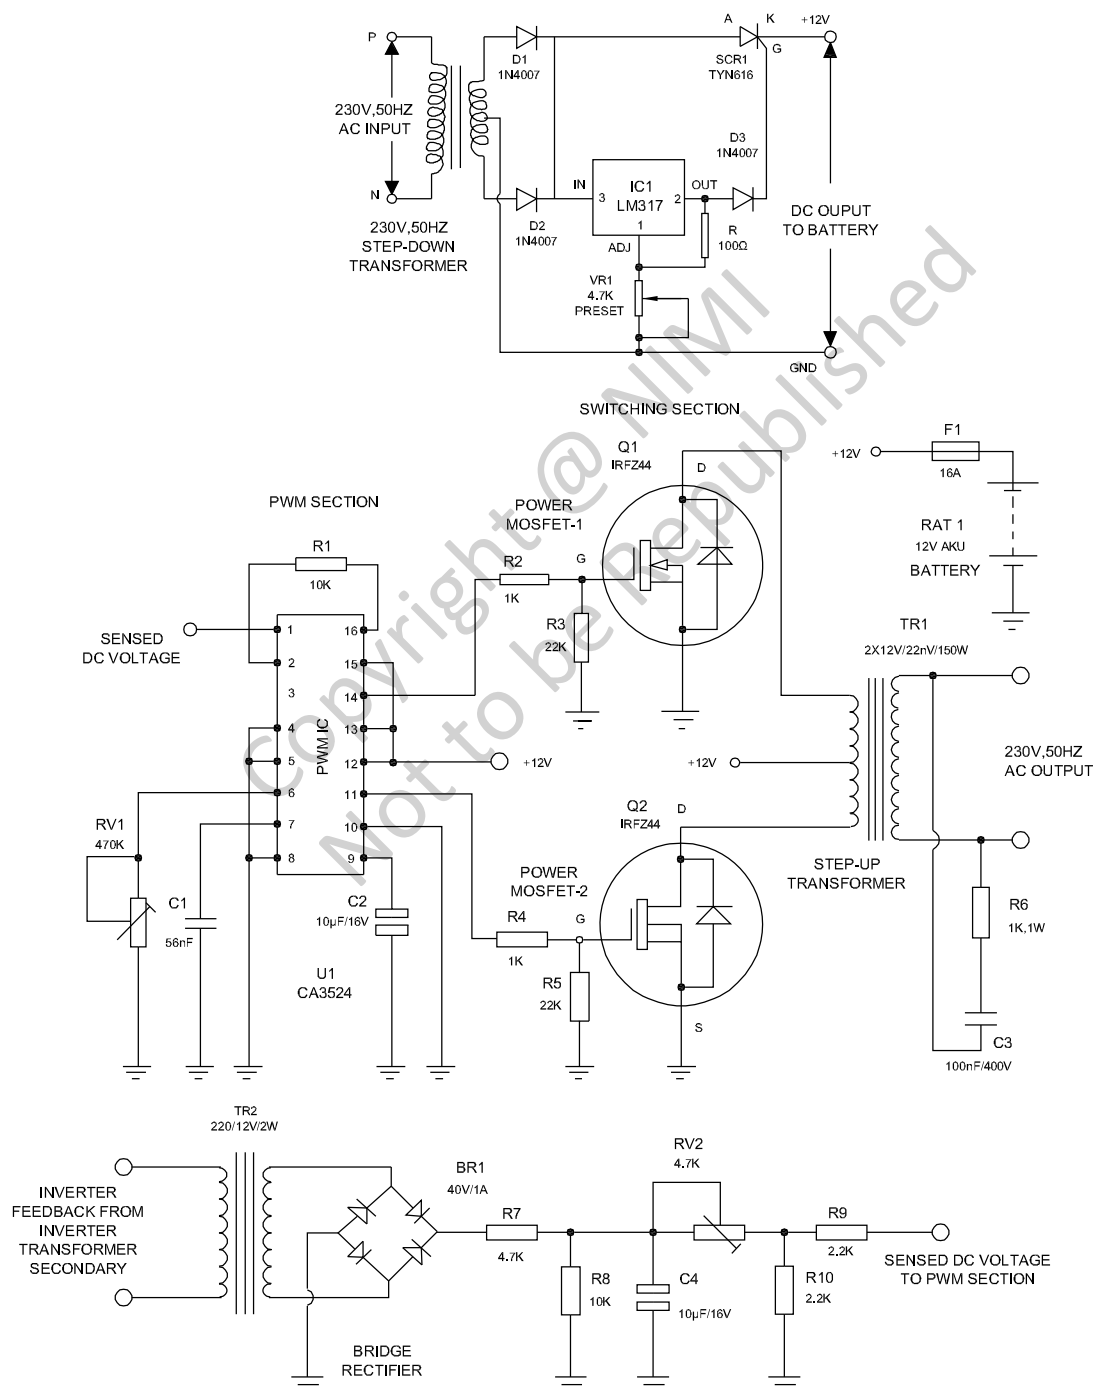 A
K
+12V
P
G
D1
1N4007
SCR1
TYN616
230V,50HZ
AC INPUT
D3
1N4007
IN
3
IC1
LM317
2
OUT
1
N
D2
1N4007
R
100Ω
DC OUPUT
TO BATTERY
230V,50HZ
STEP-DOWN
TRANSFORMER
ADJ
VR1
4.7K
PRESET
GND
SWITCHING SECTION
Q1
IRFZ44
D
F1
+12V
16A
PWM SECTION
POWER
MOSFET-1
RAT 1
12V AKU
BATTERY
R1
10K
R2
1K
G
R3
22K
TR1
2X12V/22nV/150W
SENSED
DC VOLTAGE
1
2
3
4
5
6
7
8
PWM IC
16
15
14
13
12
11
10
9
+12V
+12V
230V,50HZ
AC OUTPUT
Q2
IRFZ44
D
RV1
470K
STEP-UP
TRANSFORMER
POWER
MOSFET-2
C1
56nF
C2
10µF/16V
G
R4
1K
R6
1K,1W
U1
CA3524
R5
22K
S
C3
100nF/400V
TR2
220/12V/2W
RV2
4.7K
BR1
40V/1A
INVERTER
FEEDBACK FROM
INVERTER
TRANSFORMER
SECONDARY
R7
4.7K
R9
2.2K
SENSED DC VOLTAGE
TO PWM SECTION
R8
10K
C4
10µF/16V
R10
2.2K
BRIDGE
RECTIFIER
Copyright @ NIMI
Not to be Republished